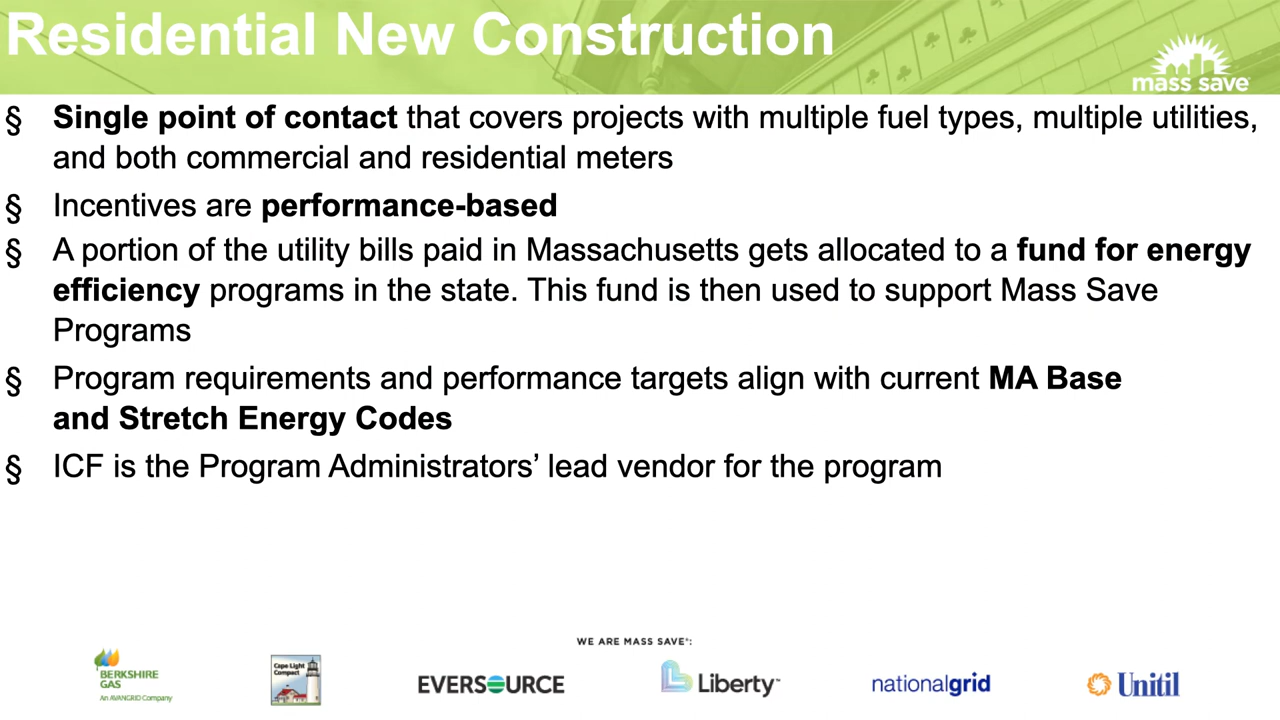 Residential New Construction
mass save
§ Single point of contact that covers projects with multiple fuel types, multiple utilities,
and both commercial and residential meters
§ Incentives are performance-based
§ A portion of the utility bills paid in Massachusetts gets allocated to a fund for energy
efficiency programs in the state. This fund is then used to support Mass Save
Programs
§ Program requirements and performance targets align with current MA Base
and Stretch Energy Codes
§ ICF is the Program Administrators’ lead vendor for the program
WE ARE MASS SAVE®:
BERKSHIRE
GAS
An AVANGRID Company
Cape Light
Compact
EVERSOURCE
Liberty™
nationalgrid
Unitil